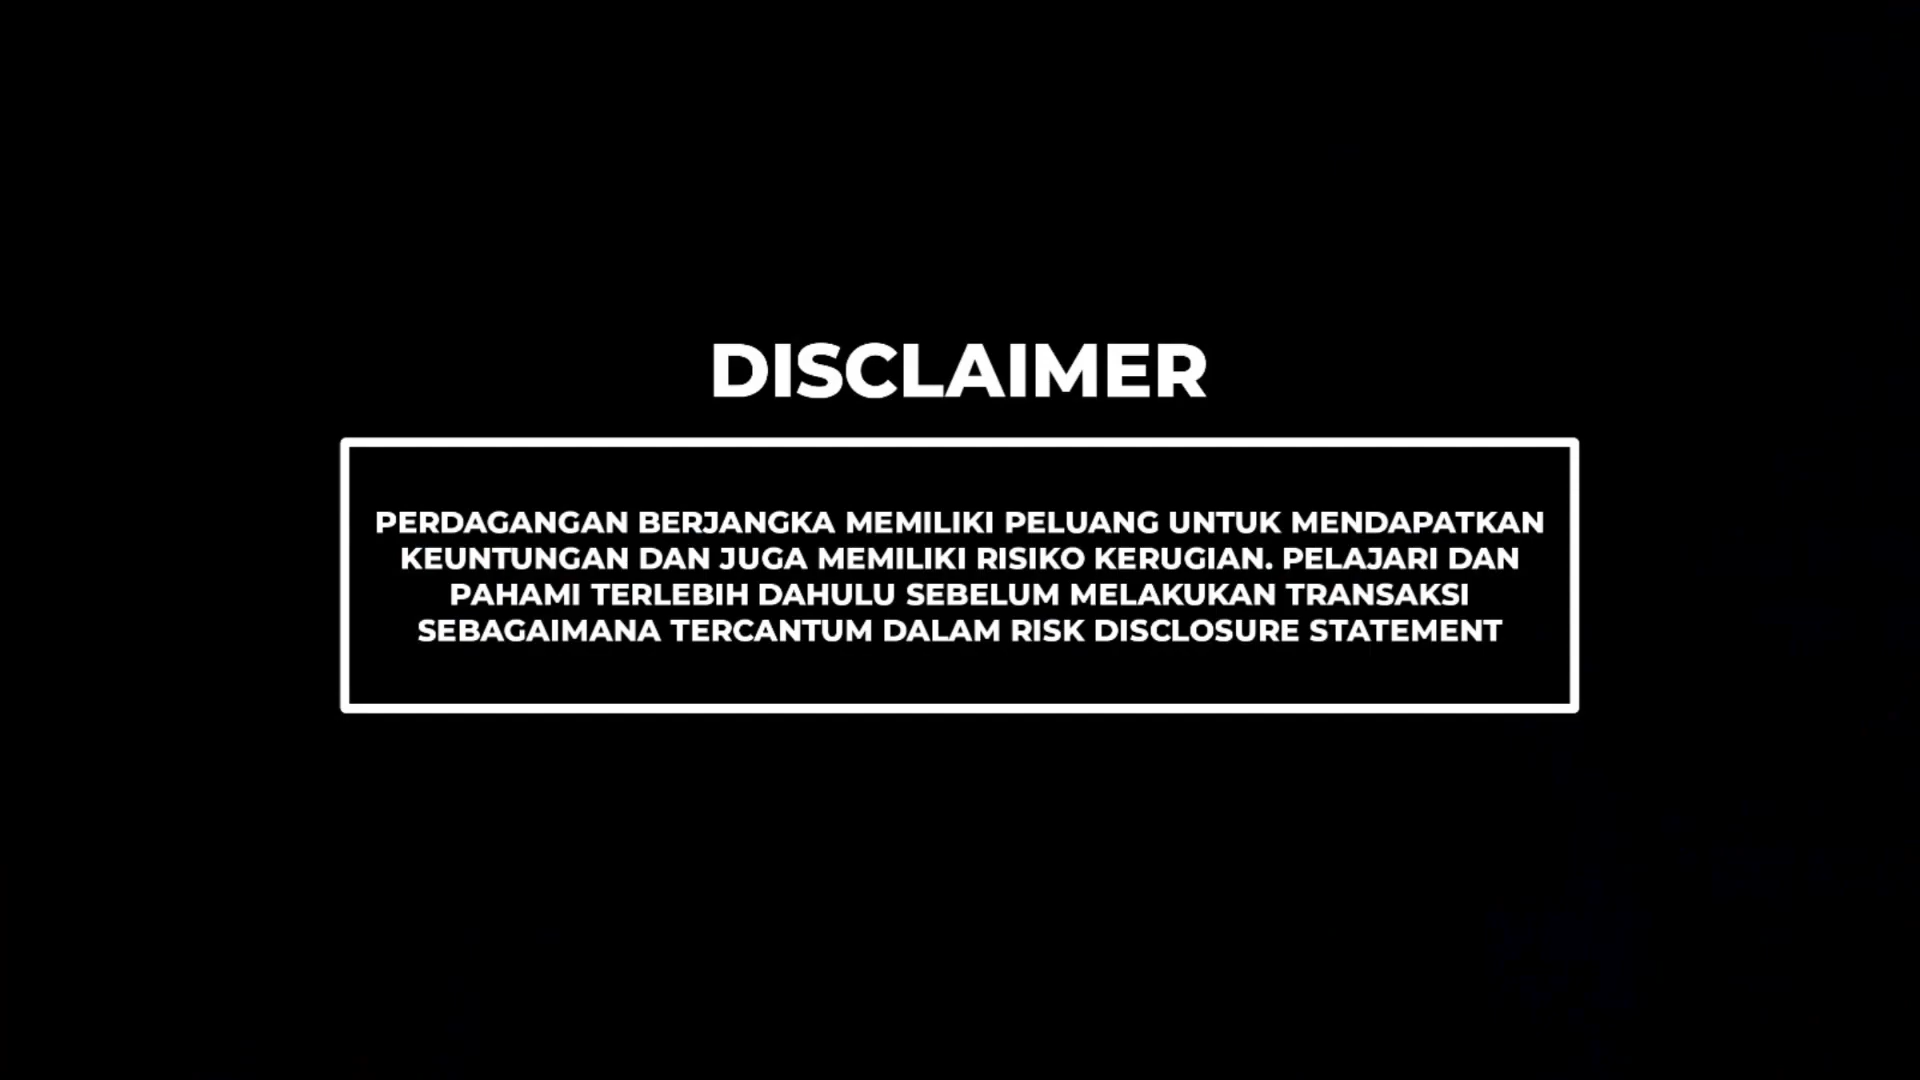 DISCLAIMER
PERDAGANGAN BERJANGKA MEMILIKI PELUANG UNTUK MENDAPATKAN
KEUNTUNGAN DAN JUGA MEMILIKI RISIKO KERUGIAN. PELAJARI DAN
PAHAMI TERLEBIH DAHULU SEBELUM MELAKUKAN TRANSAKSI
SEBAGAIMANA TERCANTUM DALAM RISK DISCLOSURE STATEMENT